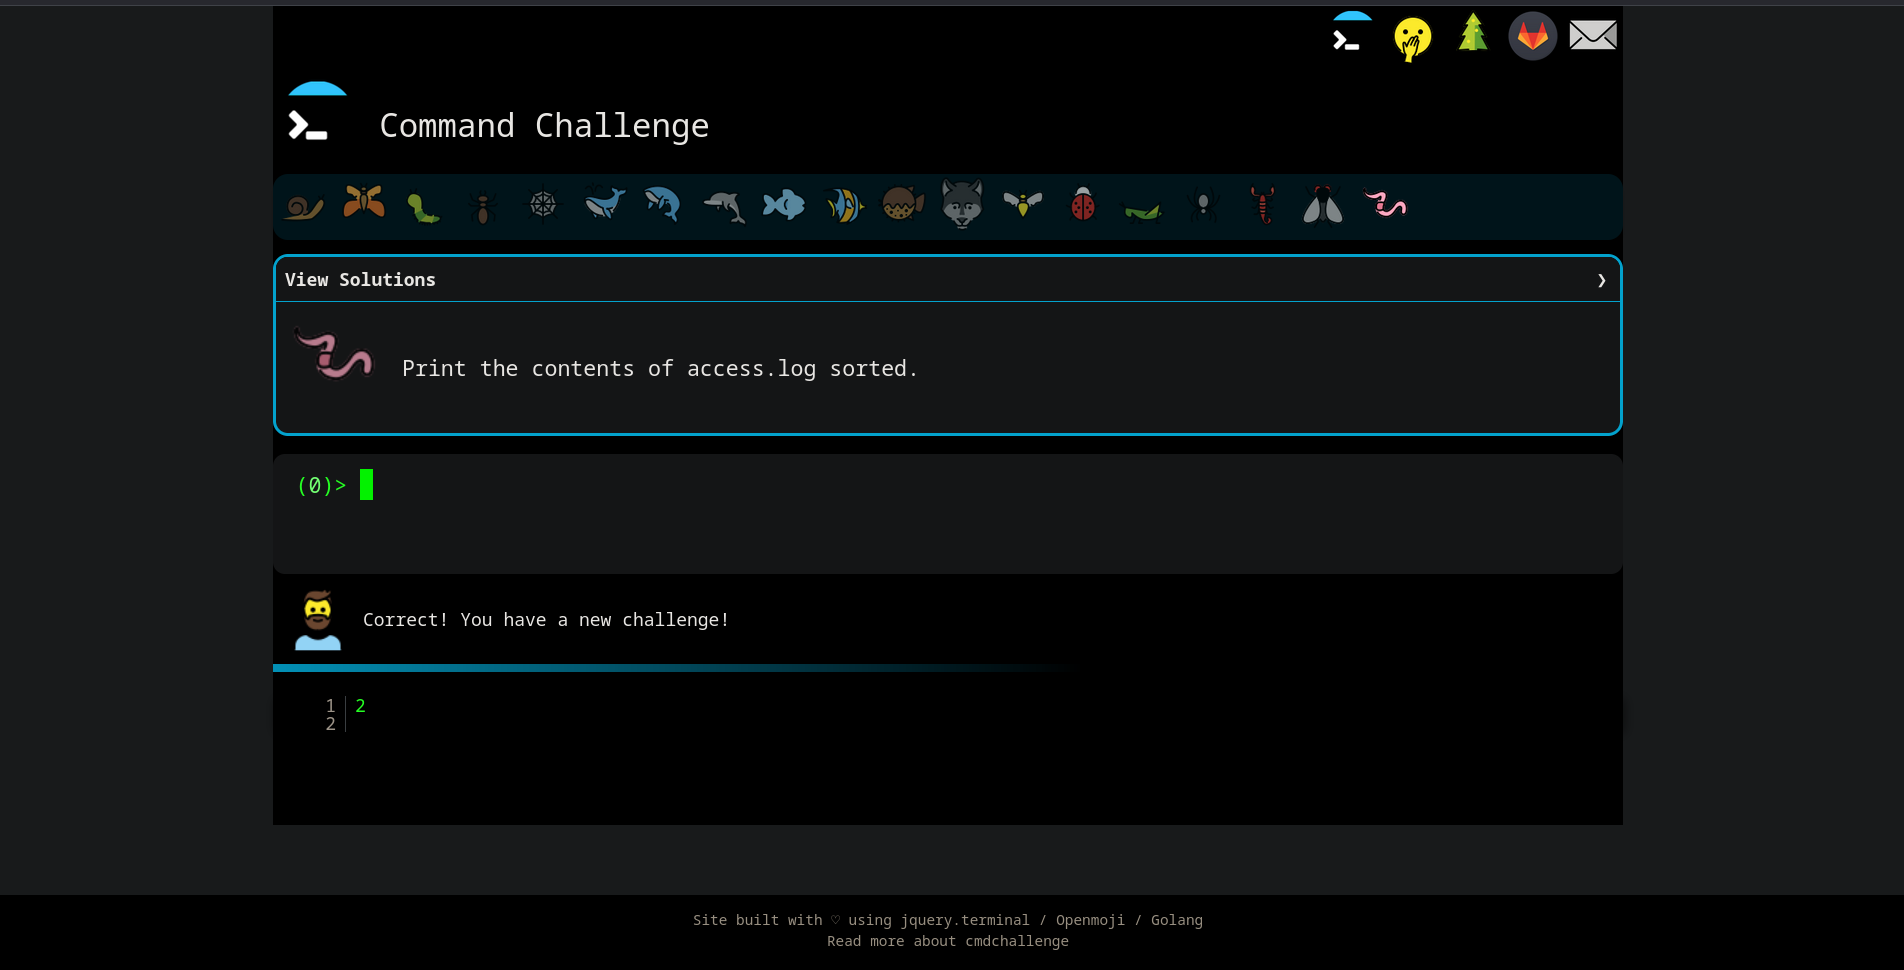 Command Challenge
View Solutions ❯
Print the contents of access.log sorted.
(0)>
Correct! You have a new challenge!
1 2
2
Site built with ♡ using jquery.terminal / Openmoji / Golang
Read more about cmdchallenge